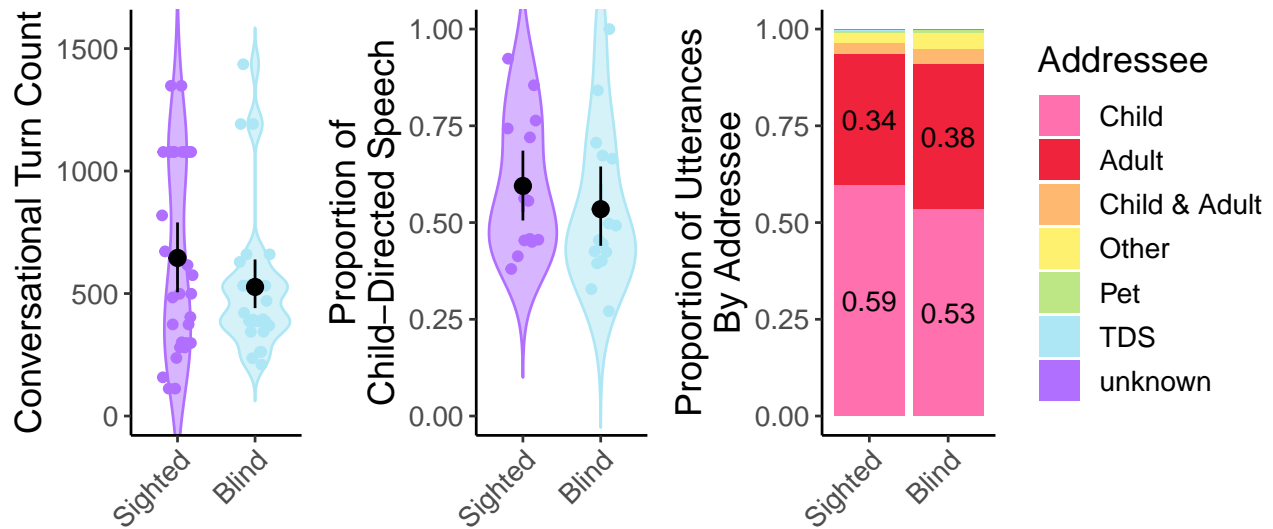 Conversational Turn Count
1500
1000
500
0
Sighted
Blind
Proportion of
Child−Directed Speech
1.00
0.75
0.50
0.25
0.00
Sighted
Blind
Proportion of Utterances
By Addressee
1.00
0.75
0.50
0.25
0.00
0.34
0.38
0.59
0.53
Sighted
Blind
Addressee
Child
Adult
Child & Adult
Other
Pet
TDS
unknown